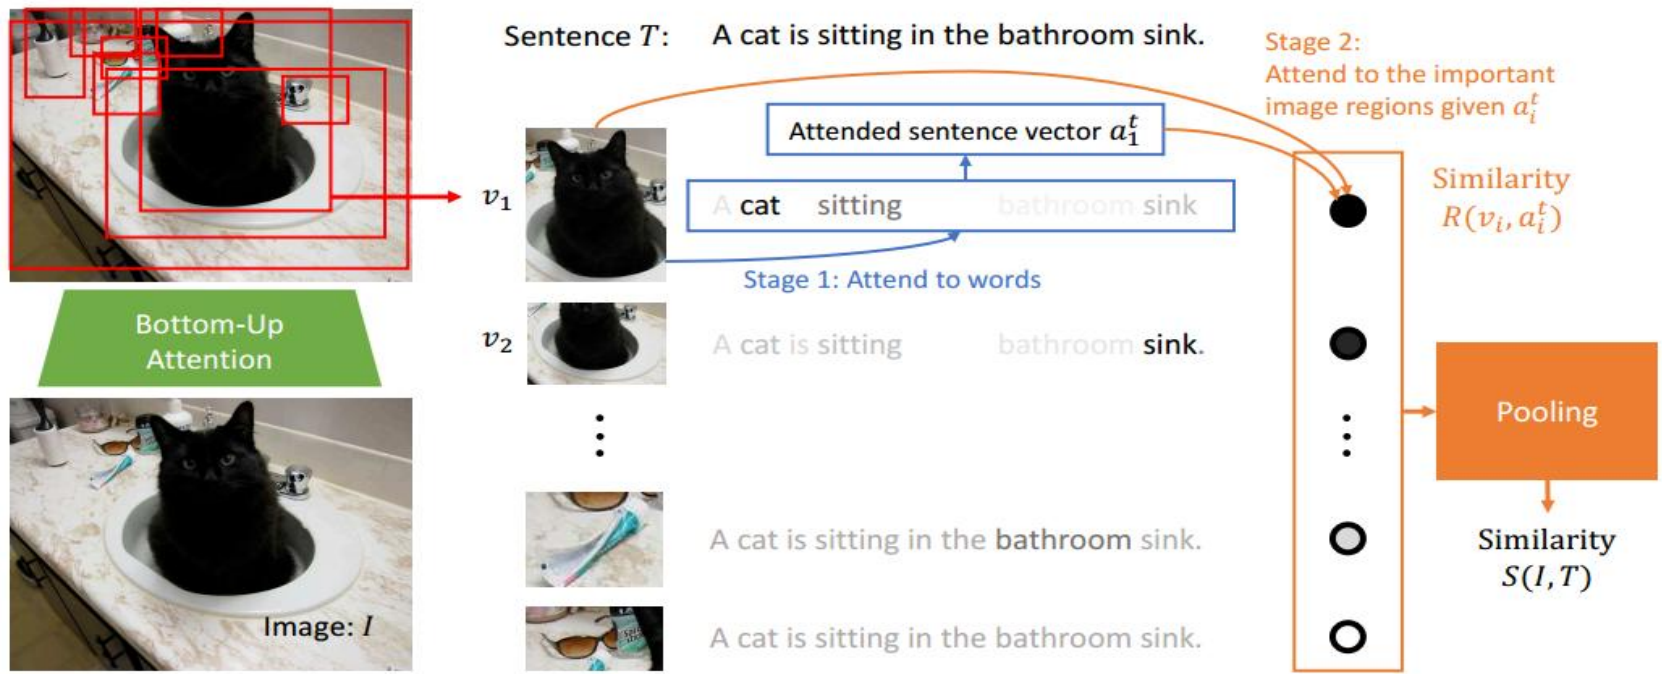 Sentence T: A cat is sitting in the bathroom sink.
Stage 2:
Attend to the important
image regions given a_i^t
Attended sentence vector a_1^t
Similarity
R(v_i, a_i^t)
v_1
A cat sitting bathroom sink
Stage 1: Attend to words
Bottom-Up
Attention
v_2
A cat is sitting bathroom sink.
Pooling
A cat is sitting in the bathroom sink.
Similarity
S(I, T)
Image: I
A cat is sitting in the bathroom sink.